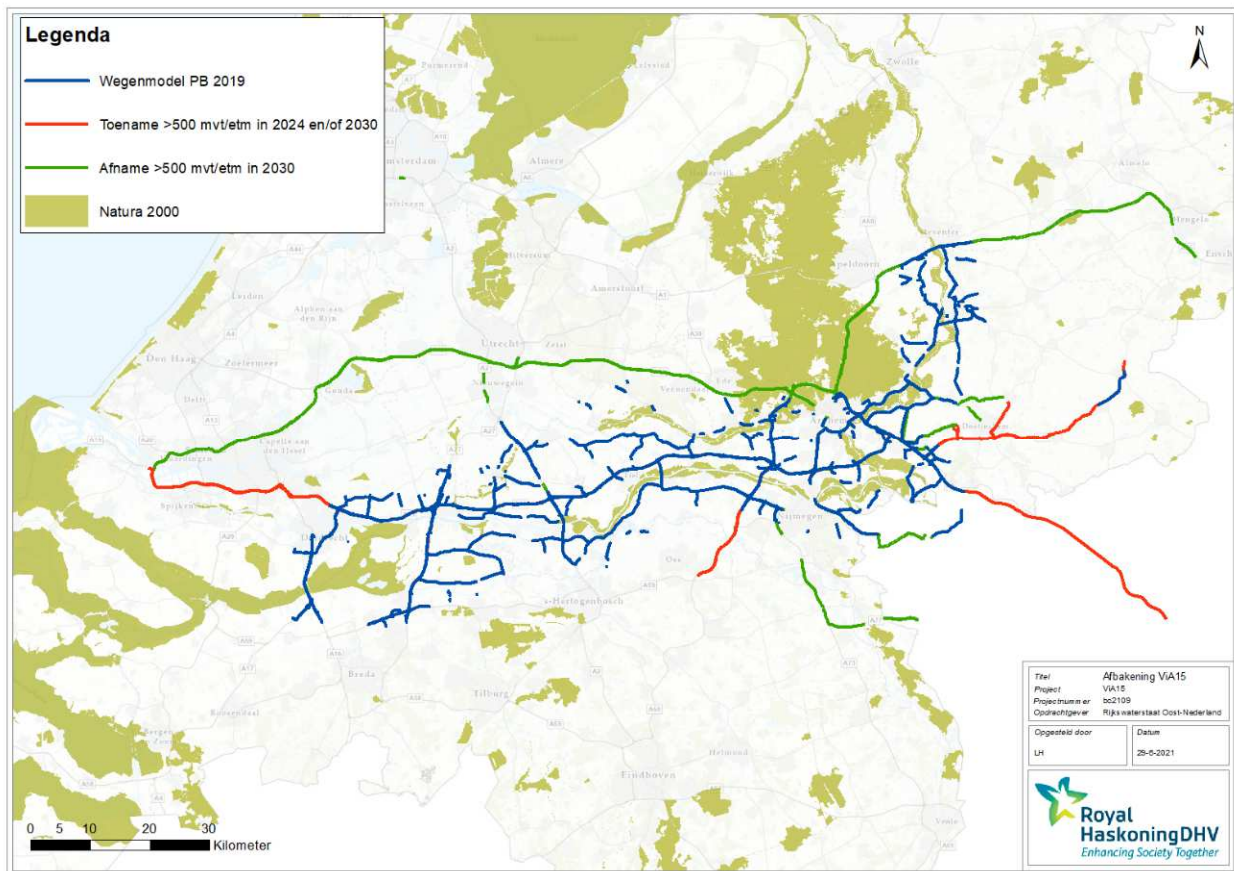 Legenda
Wegenmodel PB 2019
Toename >500 mvt/etm in 2024 en/of 2030
Afname >500 mvt/etm in 2030
Natura 2000
N
Zwolle
Lelystad
Almere
Almelo
Hengelo
Hilversum
Leiden
Amersfoort
Alphen aan
den Rijn
Den Haag
Zoetermeer
Utrecht
Zeist
Gouda
Nieuwegein
Veenendaal
Ede
Delft
Capelle aan
den IJssel
Nijmegen
Oss
's-Hertogenbosch
Breda
Tilburg
Roosendaal
Helmond
Eindhoven
Venlo
0 5 10 20 30
Kilometer
Titel Afbakening ViA15
Project ViA15
Projectnummer bc2109
Opdrachtgever Rijkswaterstaat Oost-Nederland
Opgesteld door Datum
LH 29-6-2021
Royal
HaskoningDHV
Enhancing Society Together